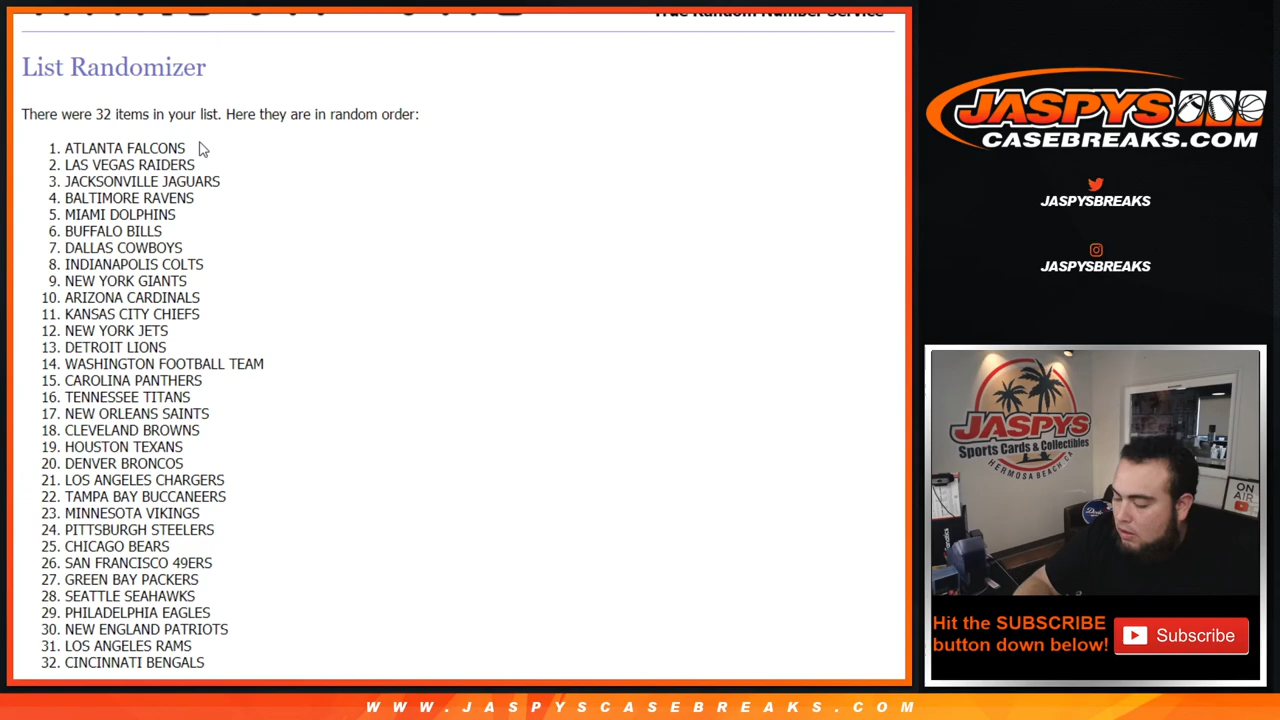 True Random Number Service
List Randomizer
There were 32 items in your list. Here they are in random order:
1. ATLANTA FALCONS
2. LAS VEGAS RAIDERS
3. JACKSONVILLE JAGUARS
4. BALTIMORE RAVENS
5. MIAMI DOLPHINS
6. BUFFALO BILLS
7. DALLAS COWBOYS
8. INDIANAPOLIS COLTS
9. NEW YORK GIANTS
10. ARIZONA CARDINALS
11. KANSAS CITY CHIEFS
12. NEW YORK JETS
13. DETROIT LIONS
14. WASHINGTON FOOTBALL TEAM
15. CAROLINA PANTHERS
16. TENNESSEE TITANS
17. NEW ORLEANS SAINTS
18. CLEVELAND BROWNS
19. HOUSTON TEXANS
20. DENVER BRONCOS
21. LOS ANGELES CHARGERS
22. TAMPA BAY BUCCANEERS
23. MINNESOTA VIKINGS
24. PITTSBURGH STEELERS
25. CHICAGO BEARS
26. SAN FRANCISCO 49ERS
27. GREEN BAY PACKERS
28. SEATTLE SEAHAWKS
29. PHILADELPHIA EAGLES
30. NEW ENGLAND PATRIOTS
31. LOS ANGELES RAMS
32. CINCINNATI BENGALS
JASPYS
CASEBREAKS.COM
JASPYSBREAKS
JASPYSBREAKS
JASPYS
Sports Cards & Collectibles
HERMOSA BEACH, CA
ON
AIR
Hit the SUBSCRIBE
button down below!
Subscribe
WWW.JASPYSCASEBREAKS.COM